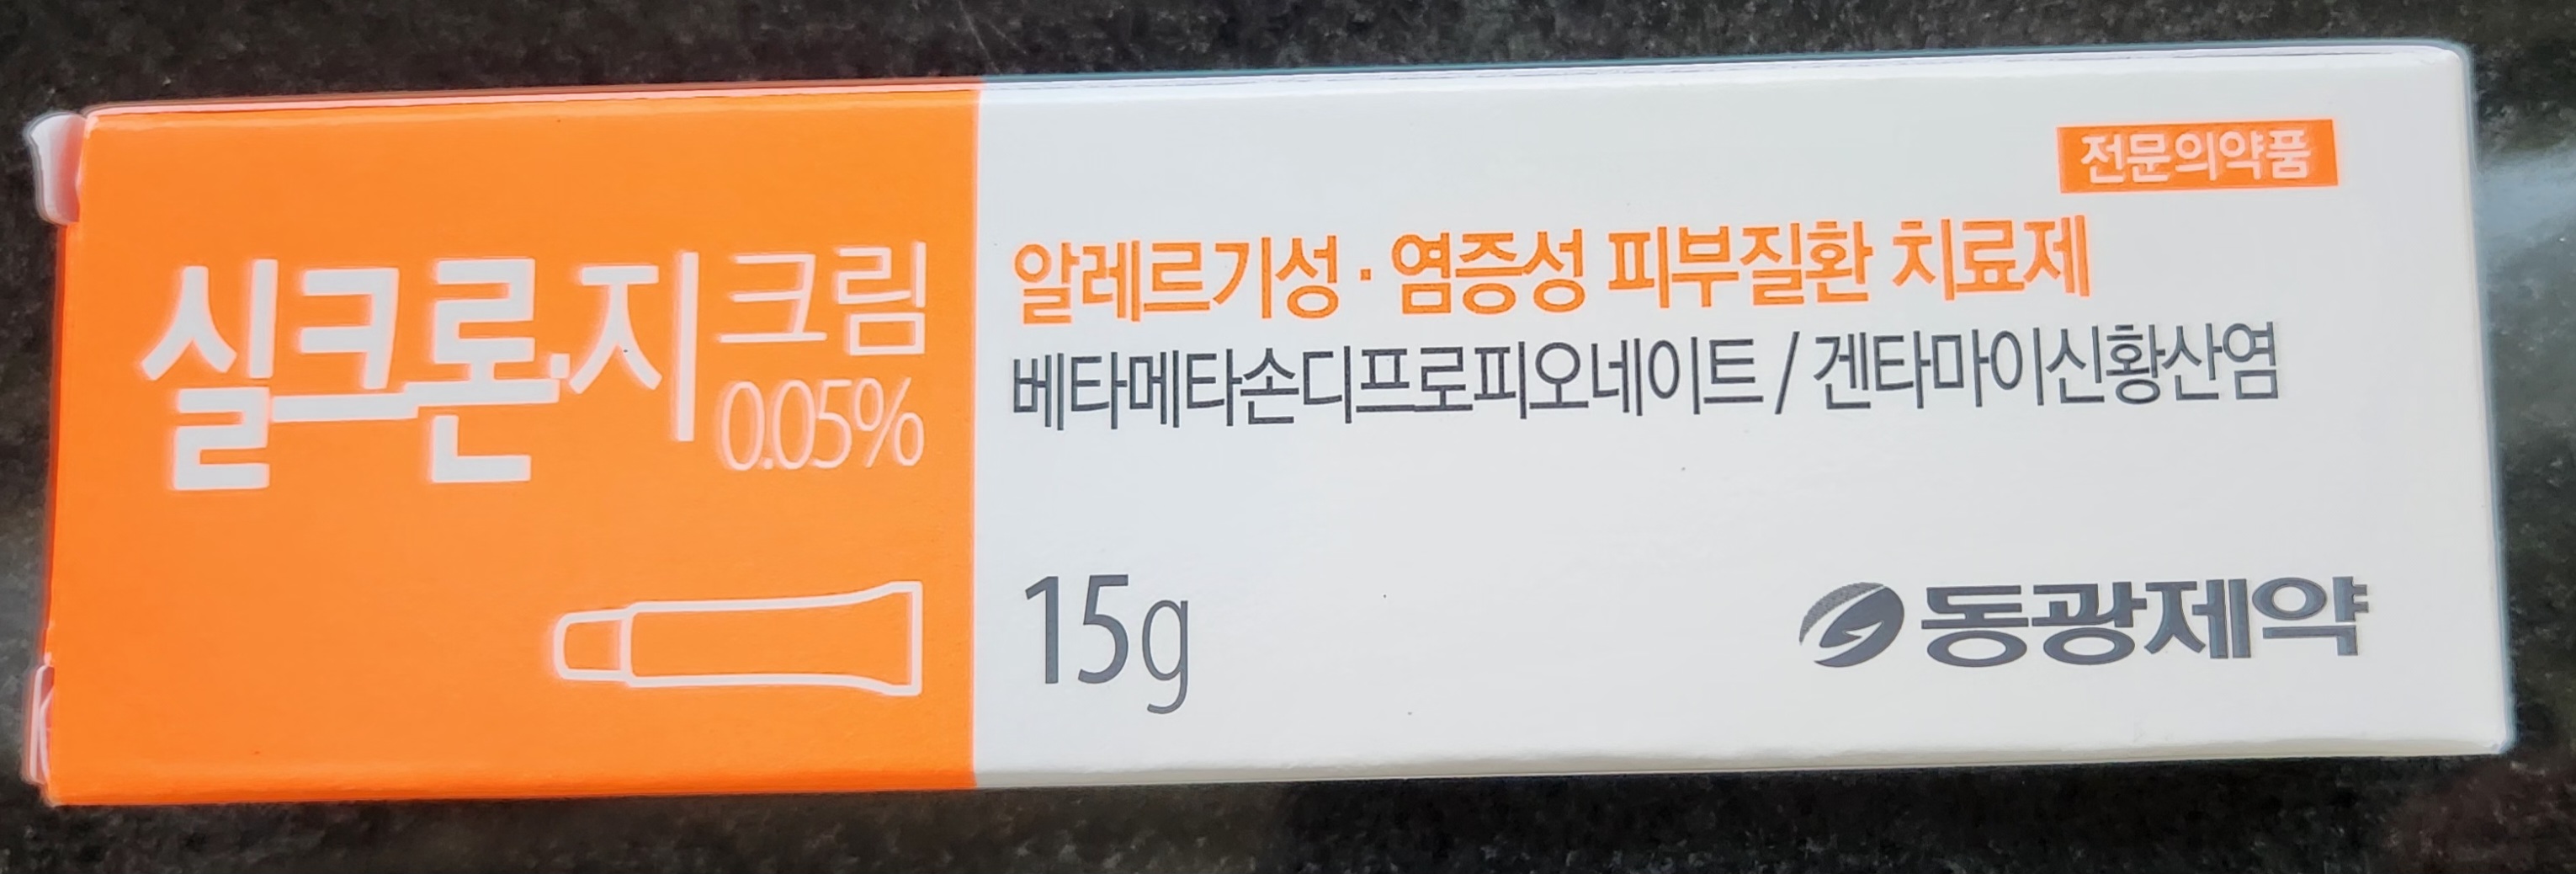 실크론·지 크림
0.05%
전문의약품
알레르기성·염증성 피부질환 치료제
베타메타손디프로피오네이트 / 겐타마이신황산염
15g
동광제약